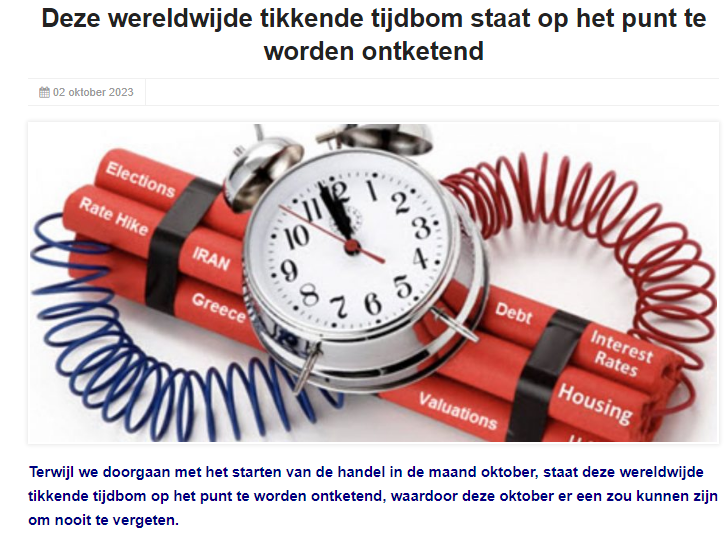 Deze wereldwijde tikkende tijdbom staat op het punt te
worden ontketend
02 oktober 2023
Elections
Rate Hike
IRAN
Greece
12
1
2
3
4
5
6
7
8
9
10
11
Debt
Interest
Rates
Housing
Valuations
Terwijl we doorgaan met het starten van de handel in de maand oktober, staat deze wereldwijde
tikkende tijdbom op het punt te worden ontketend, waardoor deze oktober er een zou kunnen zijn
om nooit te vergeten.